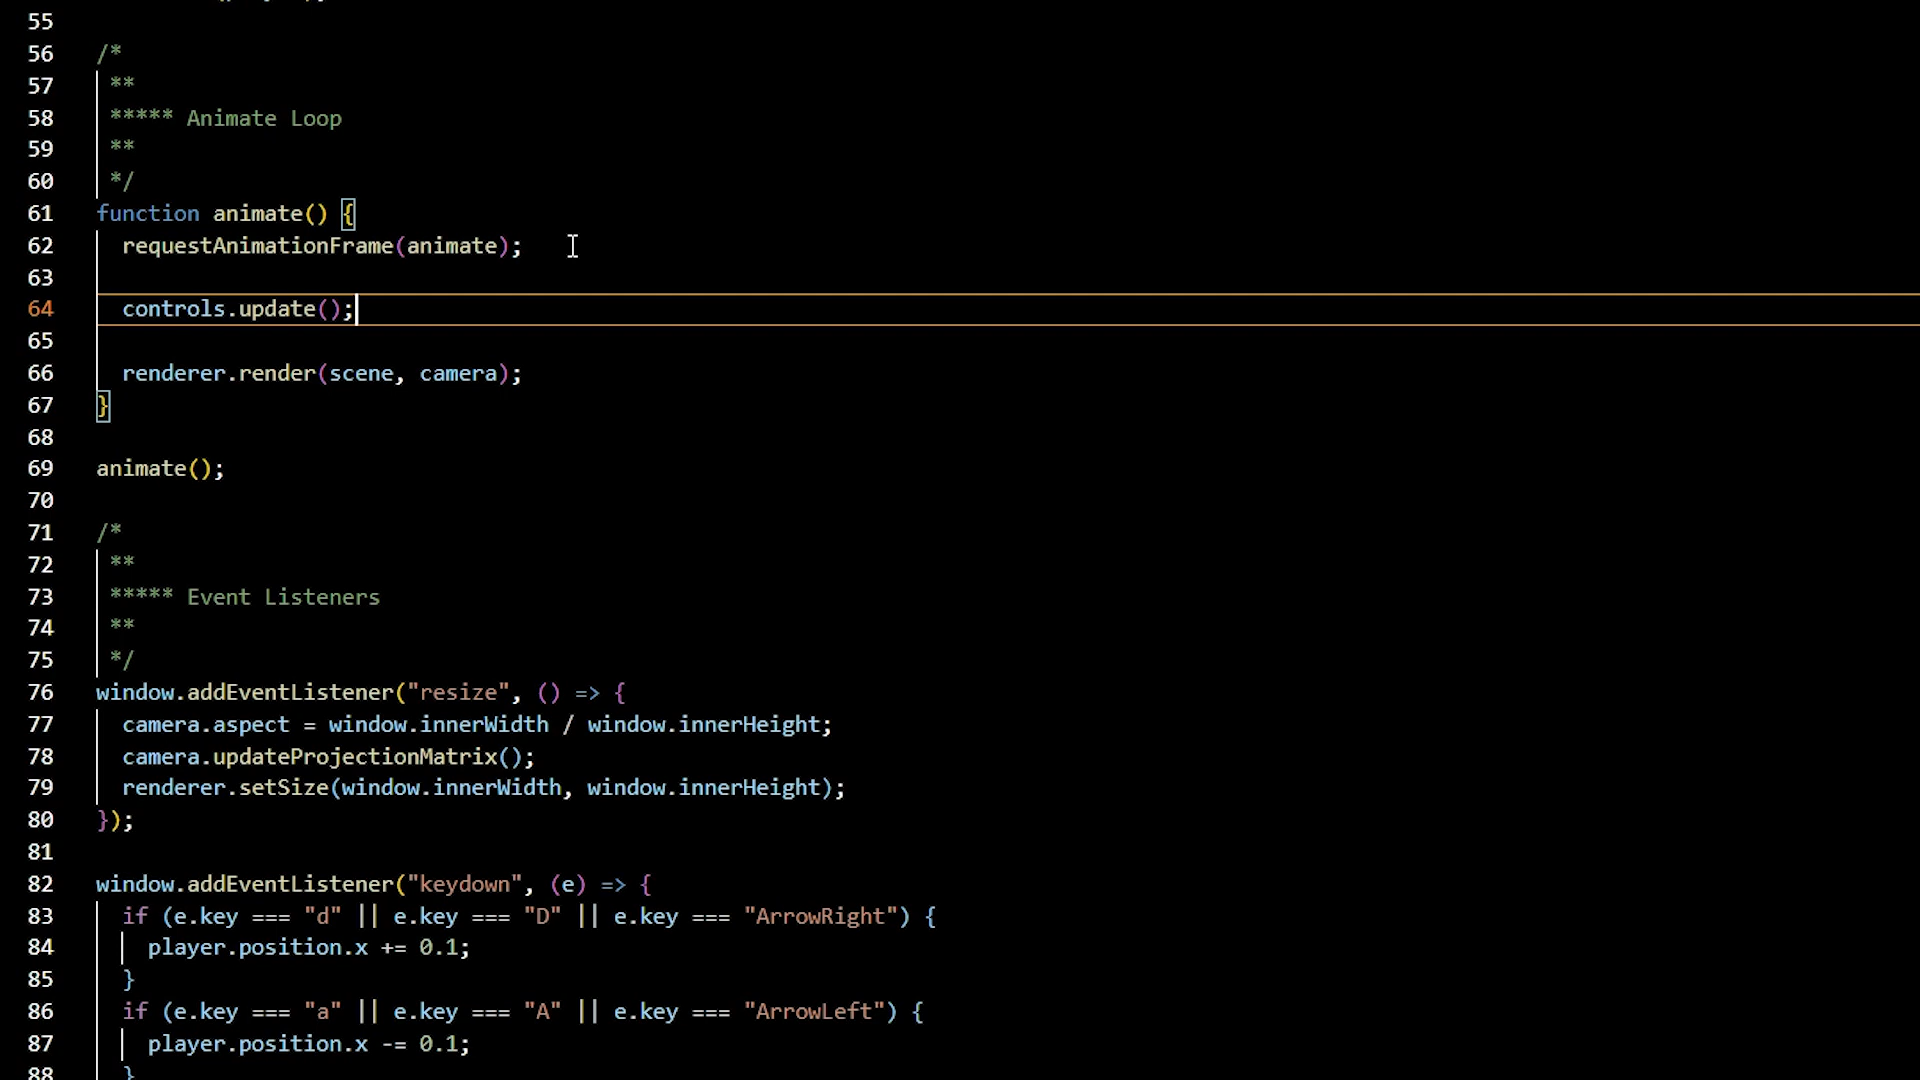 55
56 /*
57 **
58 ***** Animate Loop
59 **
60 */
61 function animate() {
62 requestAnimationFrame(animate);
63
64 controls.update();
65
66 renderer.render(scene, camera);
67 }
68
69 animate();
70
71 /*
72 **
73 ***** Event Listeners
74 **
75 */
76 window.addEventListener("resize", () => {
77 camera.aspect = window.innerWidth / window.innerHeight;
78 camera.updateProjectionMatrix();
79 renderer.setSize(window.innerWidth, window.innerHeight);
80 });
81
82 window.addEventListener("keydown", (e) => {
83 if (e.key === "d" || e.key === "D" || e.key === "ArrowRight") {
84 player.position.x += 0.1;
85 }
86 if (e.key === "a" || e.key === "A" || e.key === "ArrowLeft") {
87 player.position.x -= 0.1;
88 }